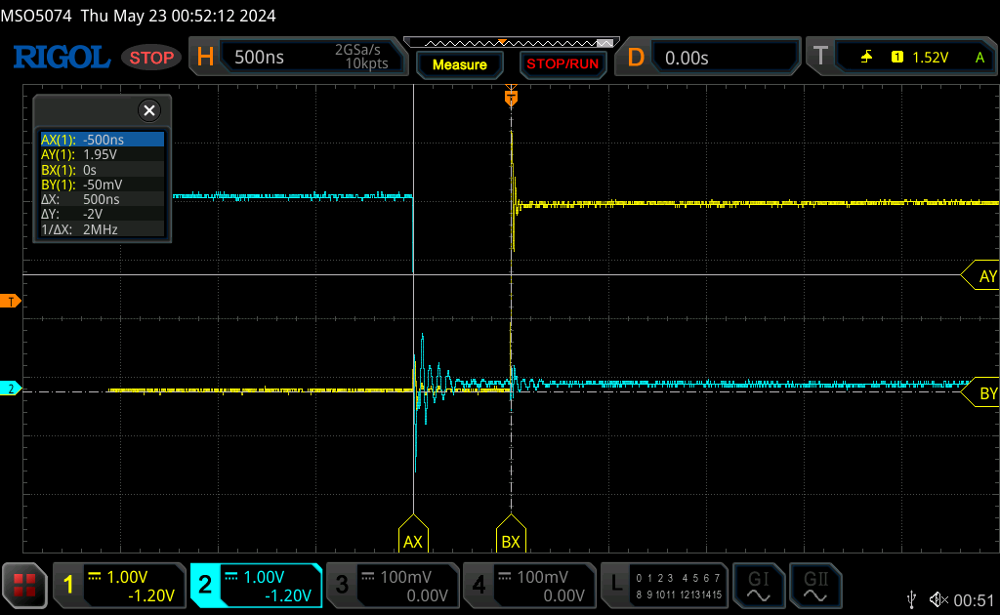 MSO5074 Thu May 23 00:52:12 2024
RIGOL STOP H 500ns 2GSa/s 10kpts Measure STOP/RUN D 0.00s T 1 1.52V A
T
AX(1): -500ns
AY(1): 1.95V
BX(1): 0s
BY(1): -50mV
ΔX: 500ns
ΔY: -2V
1/ΔX: 2MHz
AY
T
2
BY
AX BX
1 1.00V -1.20V 2 1.00V -1.20V 3 100mV 0.00V 4 100mV 0.00V L 0 1 2 3 4 5 6 7 8 9 10 11 12 13 14 15 GI GII
00:51